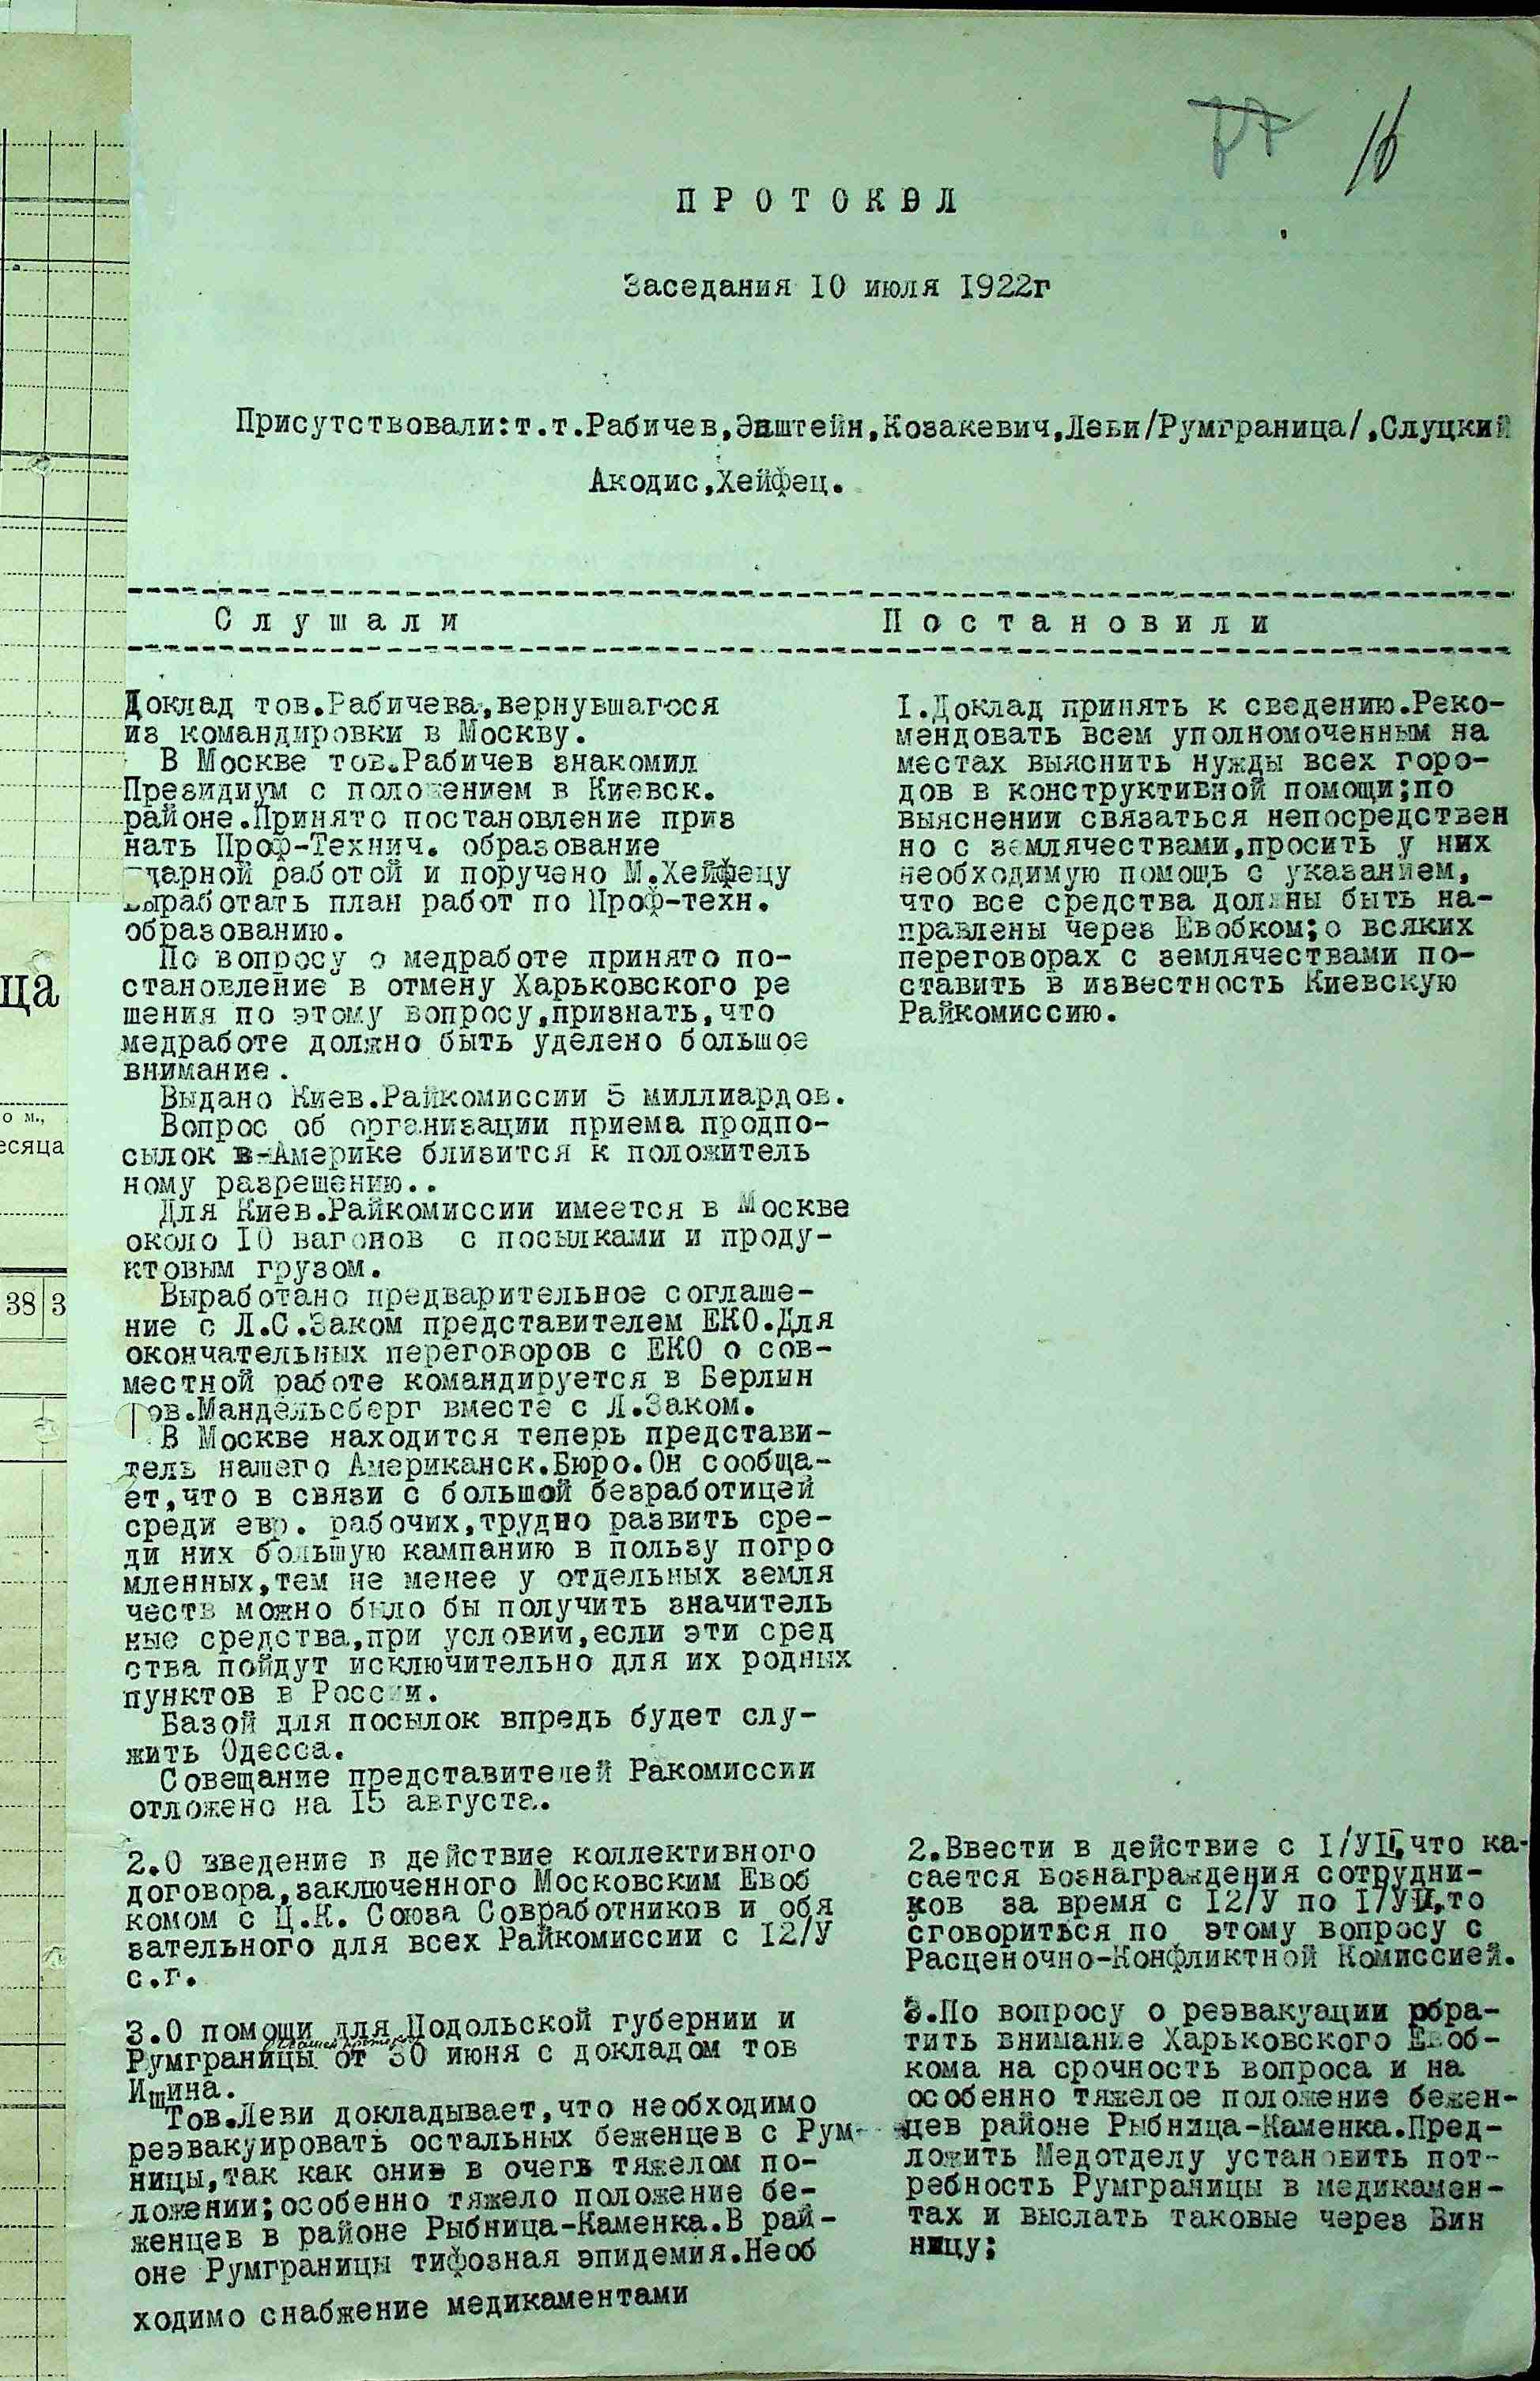 16
ПРОТОКОЛ
Заседания 10 июля 1922г
Присутствовали:т.т.Рабичев,Эпштейн,Козакевич,Леви/Румграница/,Слуцкий
Акодис,Хейфец.
Слушали
Доклад тов.Рабичева,вернувшагося
из командировки в Москву.
В Москве тов.Рабичев знакомил
Президиум с положением в Киевск.
районе.Принято постановление приз
нать Проф-Технич. образование
ударной работой и поручено М.Хейфецу
выработать план работ по Проф-техн.
образованию.
По вопросу о медработе принято по-
становление в отмену Харьковского ре
шения по этому вопросу,признать,что
медработе должно быть уделено большое
внимание.
Выдано Киев.Райкомиссии 5 миллиардов.
Вопрос об организации приема продпо-
сылок в-Америке близится к положитель
ному разрешению..
Для Киев.Райкомиссии имеется в Москве
около 10 вагонов с посылками и проду-
ктовым грузом.
Выработано предварительное соглаше-
ние с Л.С.Заком представителем ЕКО.Для
окончательных переговоров с ЕКО о сов-
местной работе командируется в Берлин
тов.Мандельсберг вместе с Л.Заком.
В Москве находится теперь представи-
тель нашего Американск.Бюро.Он сообща-
ет,что в связи с большой безработицей
среди евр. рабочих,трудно развить сре-
ди них большую кампанию в пользу погро
мленных,тем не менее у отдельных земля
честв можно было бы получить значитель
ные средства,при условии,если эти сред
ства пойдут исключительно для их родных
пунктов в России.
Базой для посылок впредь будет слу-
жить Одесса.
Совещание представителей Ракомиссии
отложено на 15 августа.
2.О введение в действие коллективного
договора,заключенного Московским Евоб
комом с Ц.К. Союза Совработников и обя
зательного для всех Райкомиссии с 12/У
с.г.
3.О помощи для Подольской губернии и
Румграницы от 30 июня с докладом тов
Ишина.
Тов.Леви докладывает,что необходимо
реэвакуировать остальных беженцев с Рум-
ницы,так как онив в очегв тяжелом по-
ложении;особенно тяжело положение бе-
женцев в районе Рыбница-Каменка.В рай-
оне Румграницы тифозная эпидемия.Необ
ходимо снабжение медикаментами
Постановили
1.Доклад принять к сведению.Реко-
мендовать всем уполномоченным на
местах выяснить нужды всех горо-
дов в конструктивной помощи;по
выяснении связаться непосредствен
но с землячествами,просить у них
необходимую помощь с указанием,
что все средства должны быть на-
правлены через Евобком;о всяких
переговорах с землячествами по-
ставить в известность Киевскую
Райкомиссию.
2.Ввести в действие с I/УII,что ка-
сается вознаграждения сотрудни-
ков за время с 12/У по I/УII,то
сговориться по этому вопросу с
Расценочно-Конфликтной Комиссией.
3.По вопросу о реэвакуации обра-
тить внимание Харьковского Евоб-
кома на срочность вопроса и на
особенно тяжелое положение бежен-
цев районе Рыбница-Каменка.Пред-
ложить Медотделу установить пот-
ребность Румграницы в медикамен-
тах и выслать таковые через Вин
ницу;
ца
о м.,
есяца
38 3